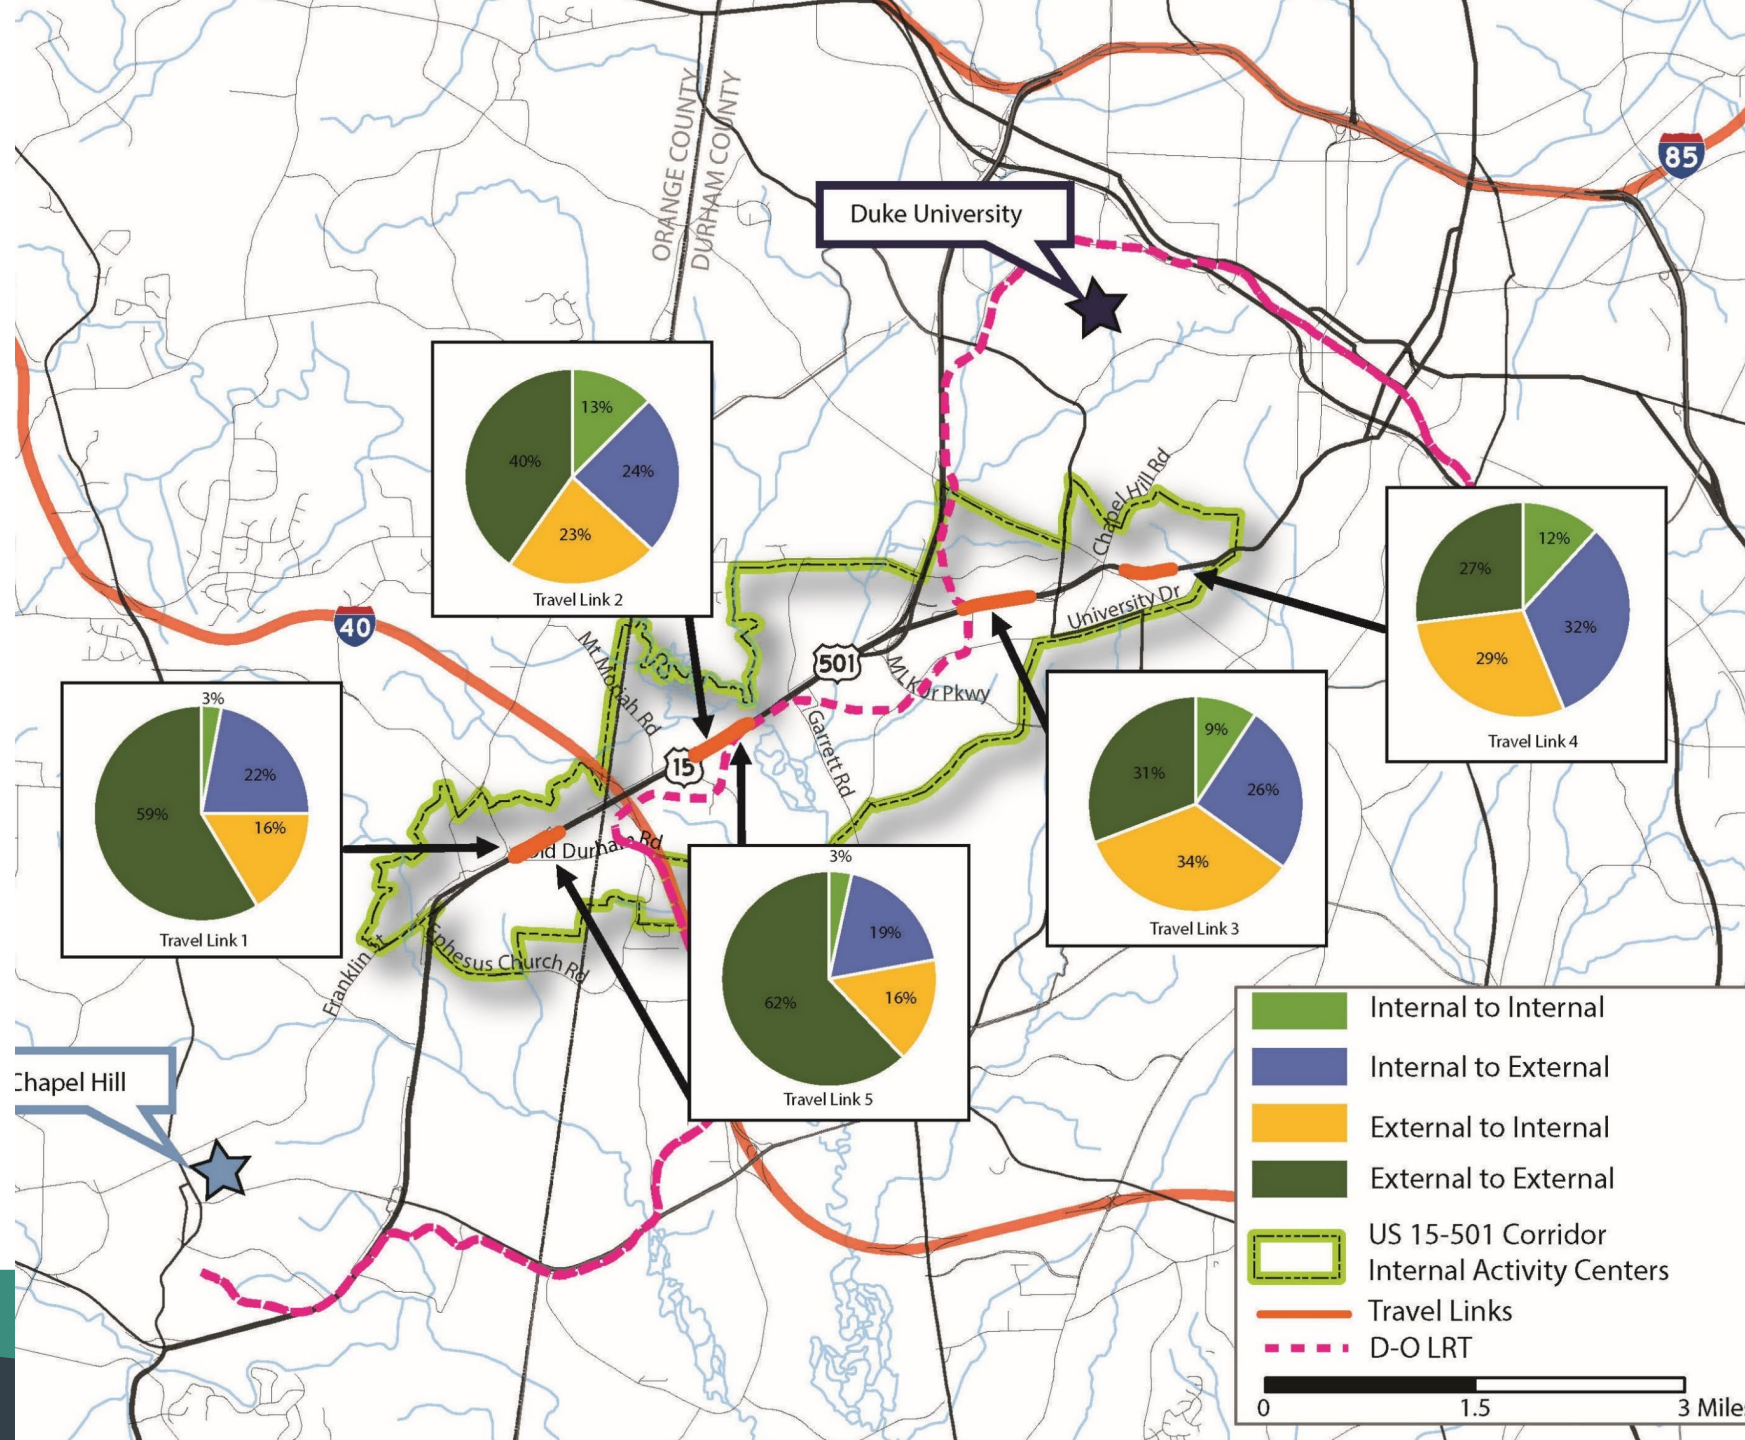 ORANGE COUNTY
DURHAM COUNTY
85
Duke University
13%
24%
23%
40%
Travel Link 2
Chapel Hill Rd
University Dr
12%
32%
29%
27%
Travel Link 4
40
501
Mt Moriah Rd
MLK Jr Pkwy
Garrett Rd
15
3%
22%
16%
59%
Travel Link 1
9%
26%
34%
31%
Travel Link 3
Old Durham Rd
3%
19%
16%
62%
Travel Link 5
Ephesus Church Rd
Franklin
Chapel Hill
Internal to Internal
Internal to External
External to Internal
External to External
US 15-501 Corridor
Internal Activity Centers
Travel Links
D-O LRT
0 1.5 3 Miles